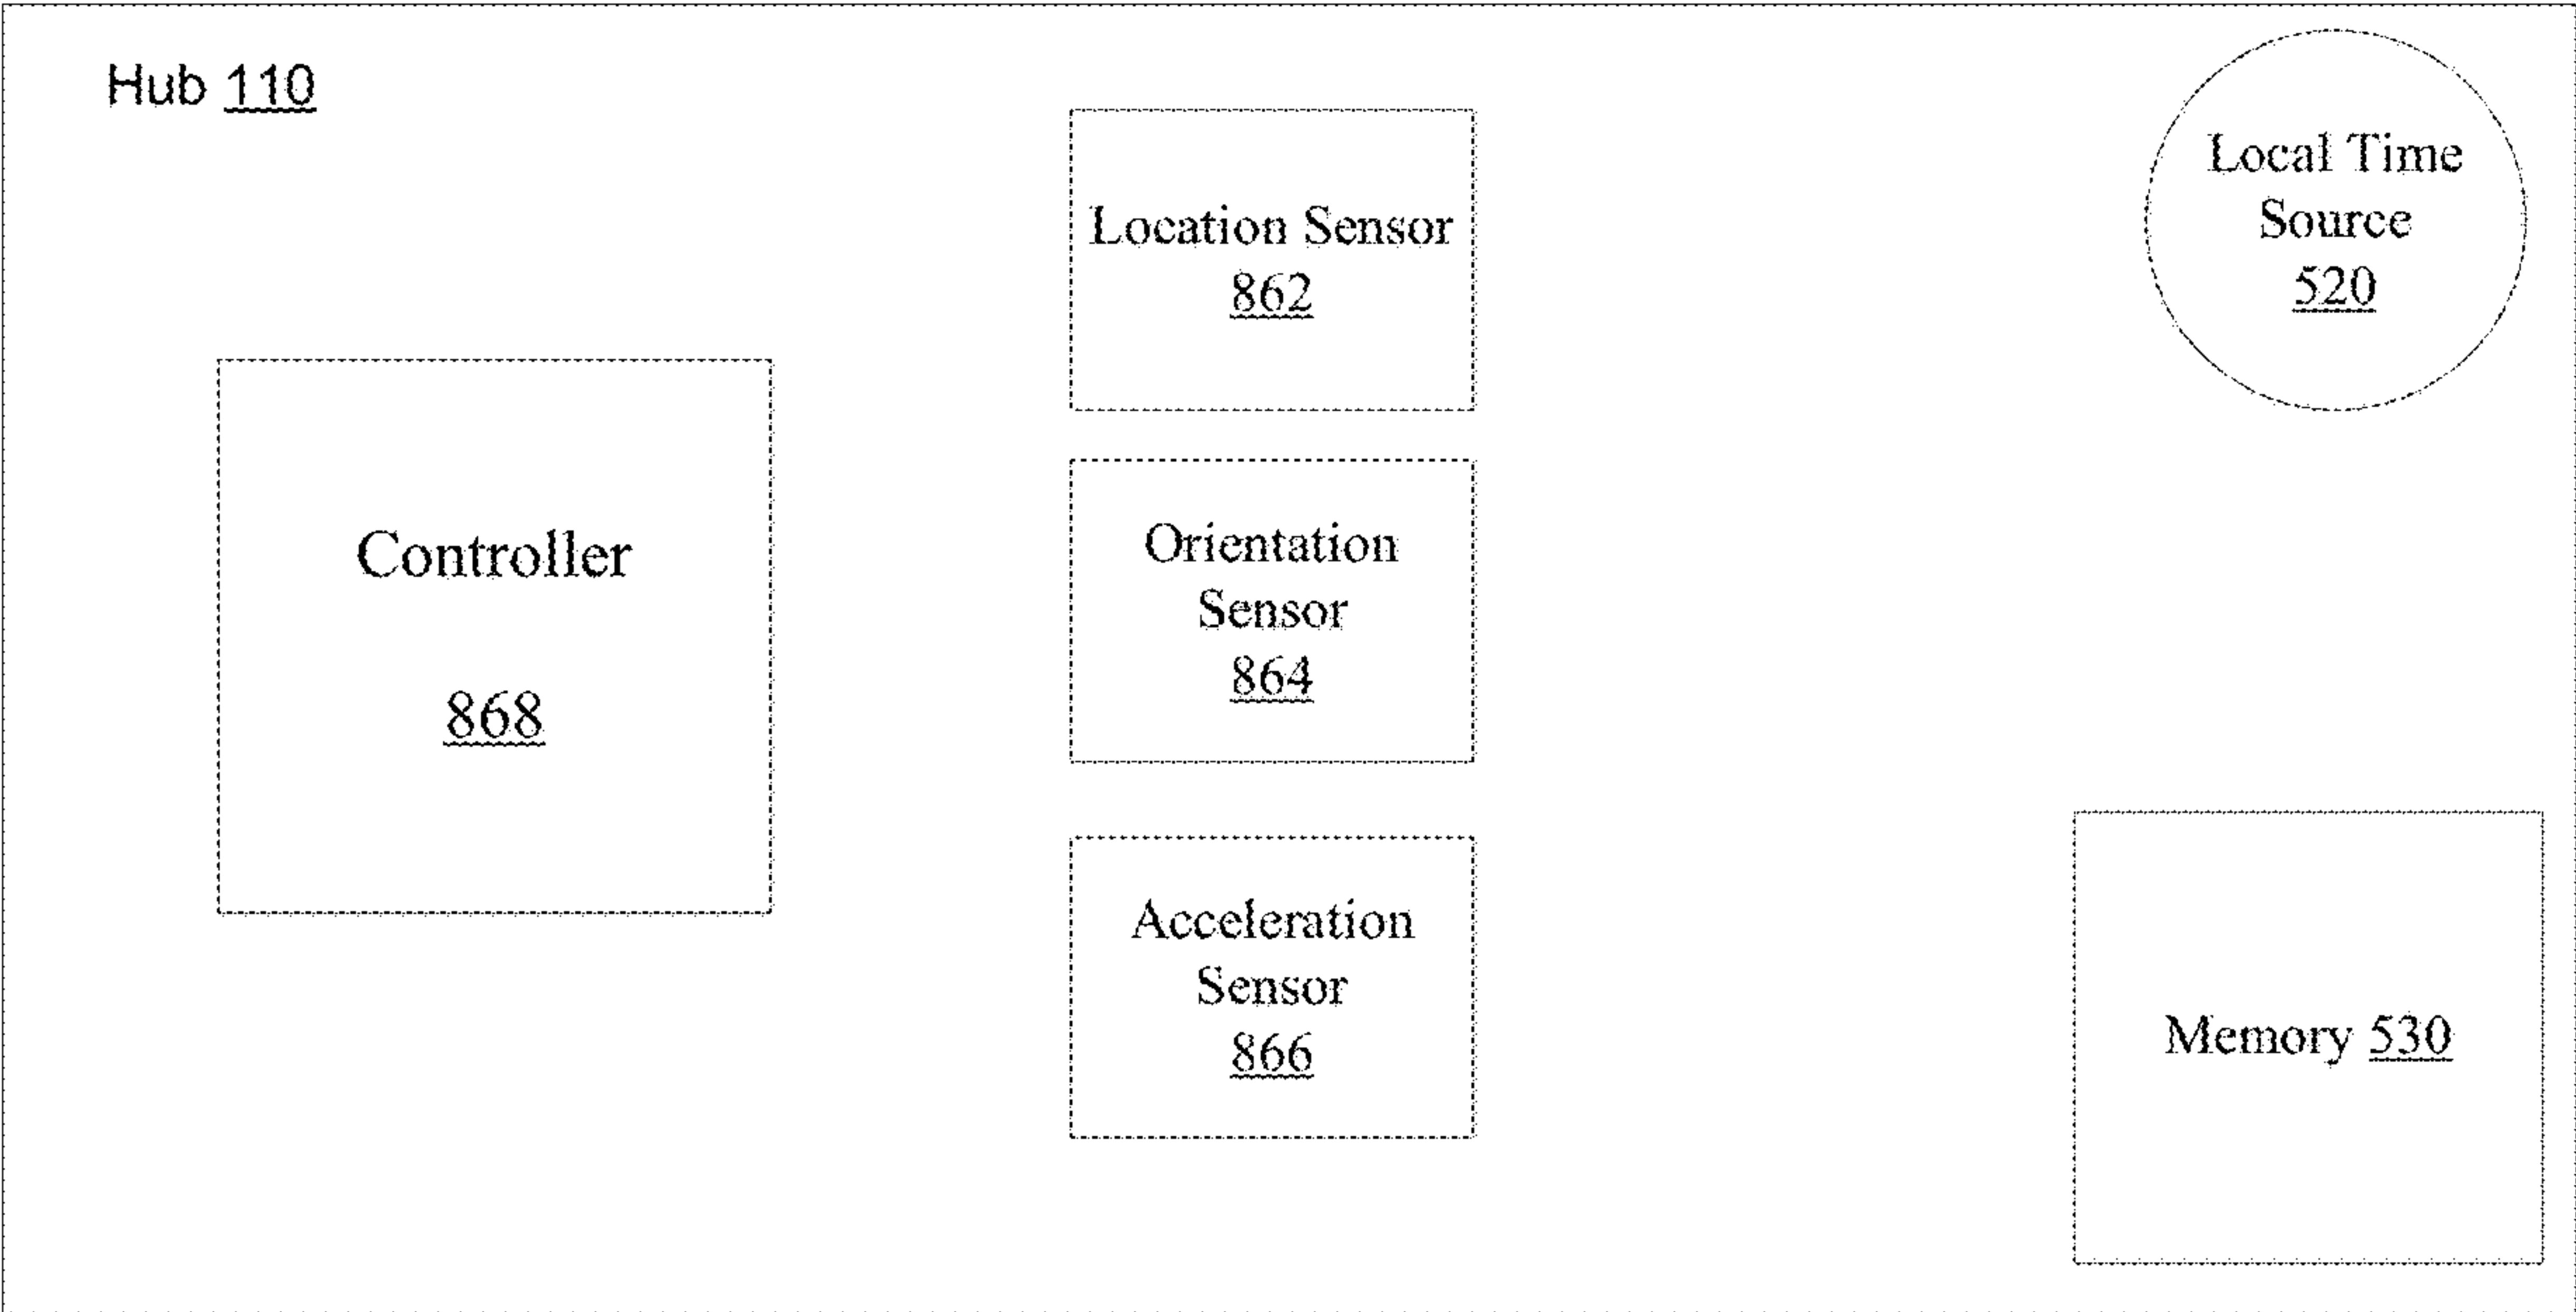 Hub 110
Location Sensor
862
Local Time
Source
520
Controller
868
Orientation
Sensor
864
Acceleration
Sensor
866
Memory 530